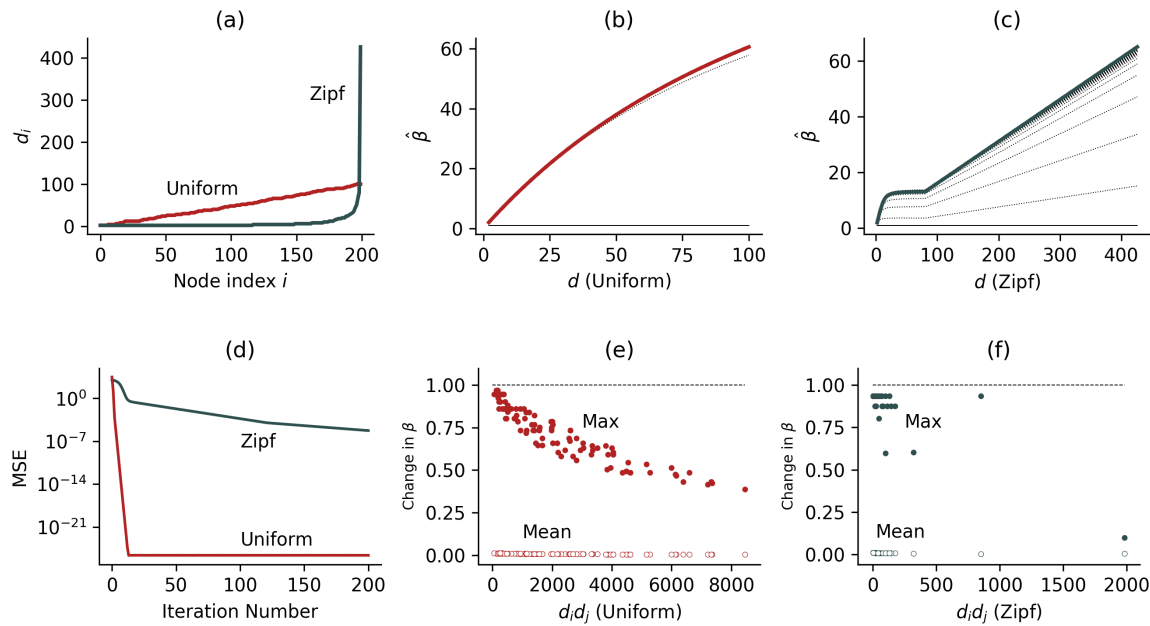 (a)
400
300
200
100
0
d_i
Zipf
Uniform
0
50
100
150
200
Node index i
(b)
60
40
20
0
β̂
0
25
50
75
100
d (Uniform)
(c)
60
40
20
0
β̂
0
100
200
300
400
d (Zipf)
(d)
10^0
10^−7
10^−14
10^−21
MSE
Zipf
Uniform
0
50
100
150
200
Iteration Number
(e)
1.00
0.75
0.50
0.25
0.00
Change in β
Max
Mean
0
2000
4000
6000
8000
d_i d_j (Uniform)
(f)
1.00
0.75
0.50
0.25
0.00
Change in β
Max
Mean
0
500
1000
1500
2000
d_i d_j (Zipf)